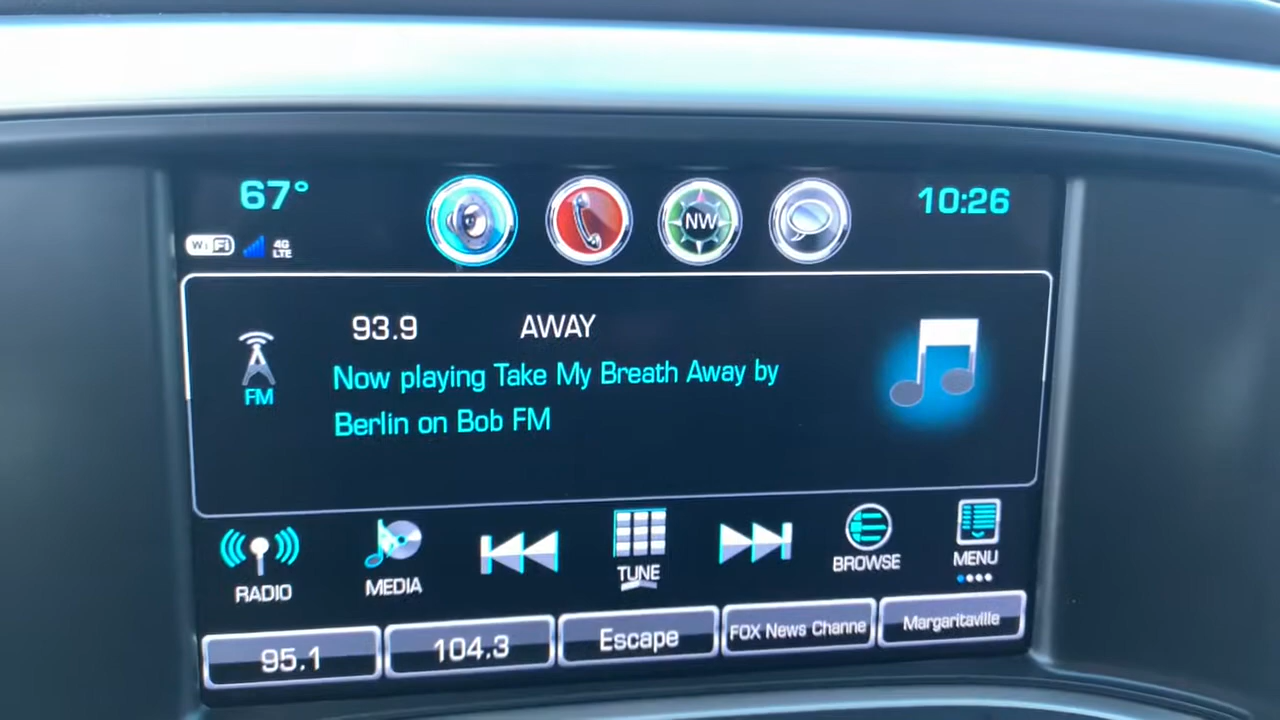 67°
10:26
WiFi
4G
LTE
NW
93.9 AWAY
FM
Now playing Take My Breath Away by
Berlin on Bob FM
RADIO
MEDIA
TUNE
BROWSE
MENU
95.1
104.3
Escape
FOX News Channe
Margaritaville